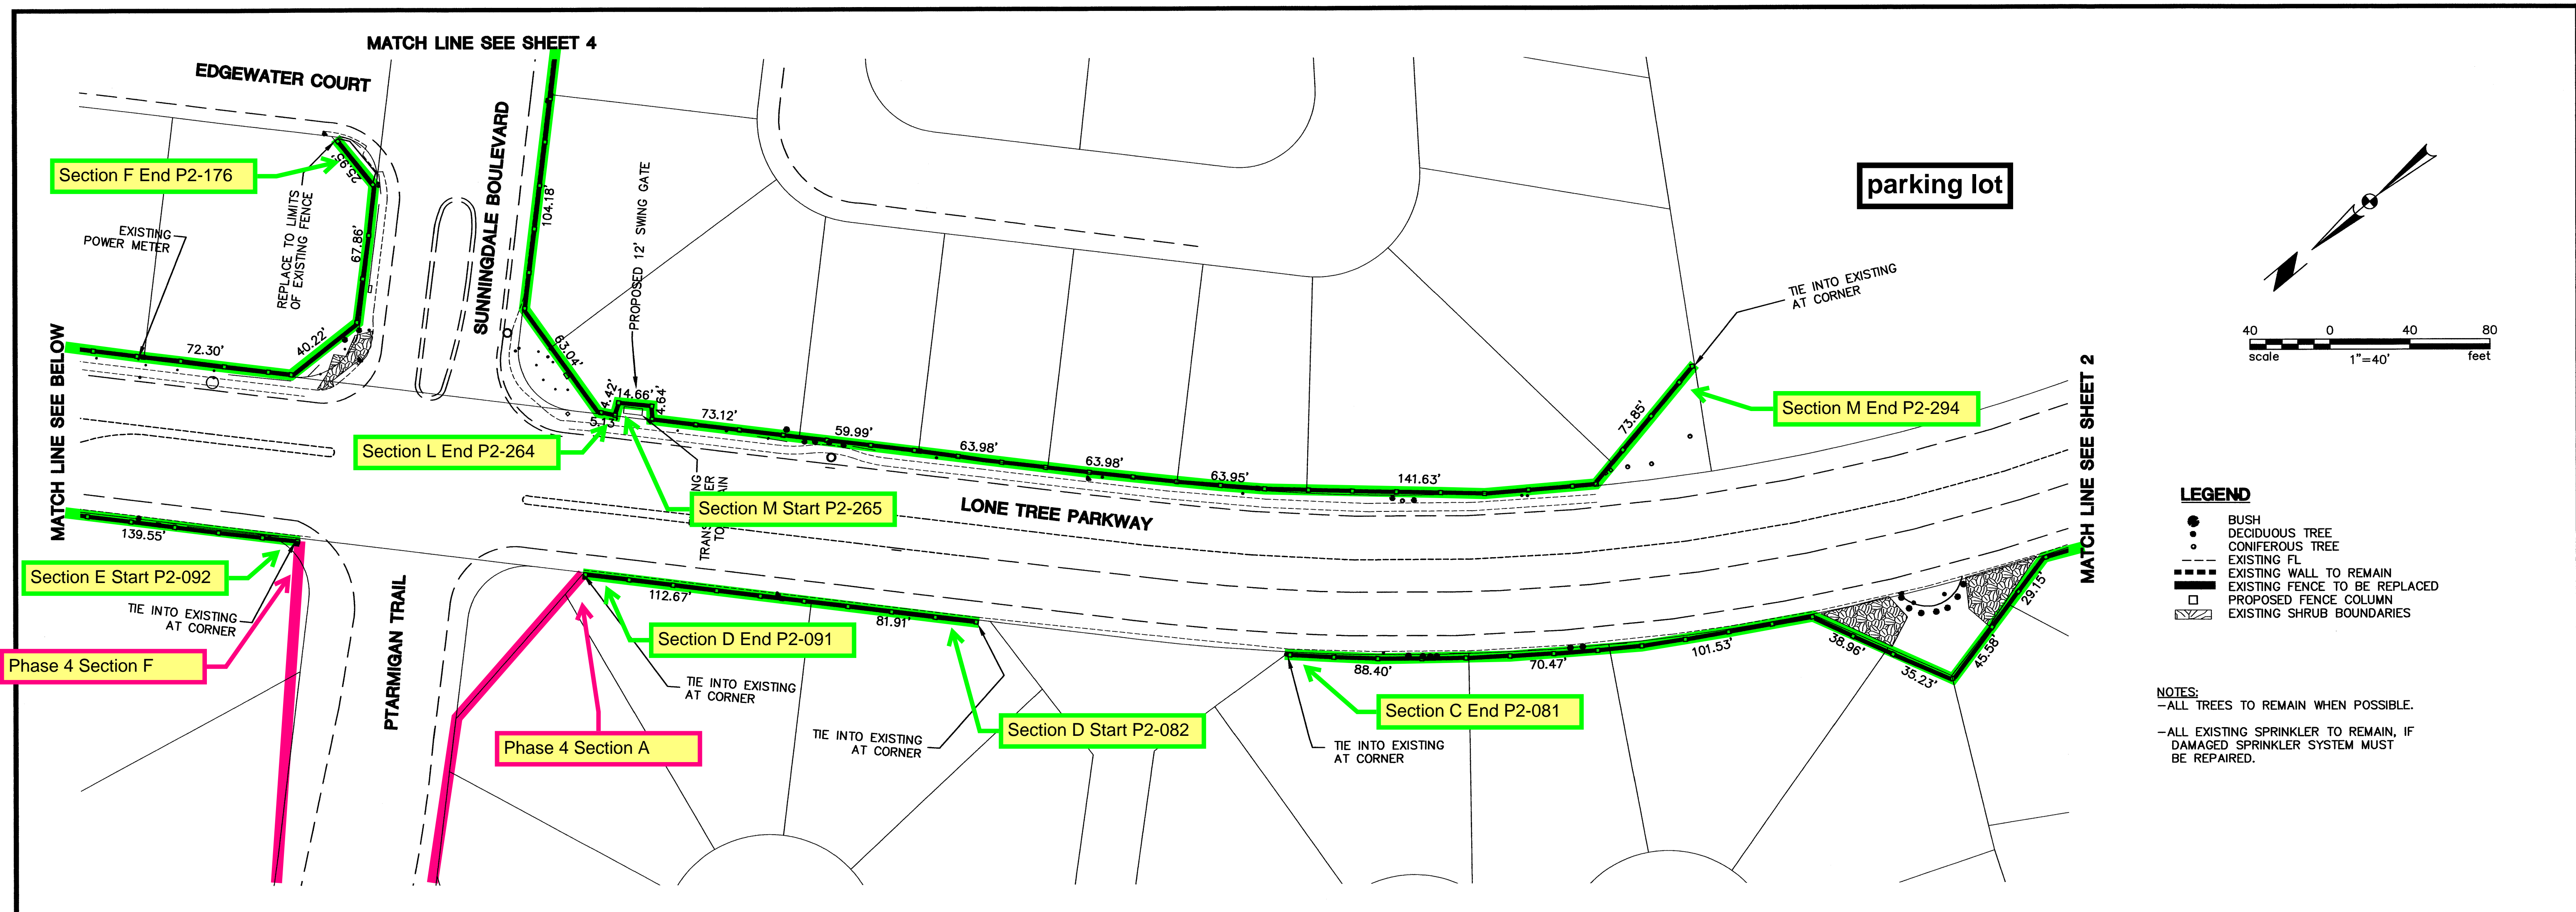 MATCH LINE SEE SHEET 4
EDGEWATER COURT
SUNNINGDALE BOULEVARD
Section F End P2-176
25.95'
REPLACE TO LIMITS
OF EXISTING FENCE
EXISTING
POWER METER
67.86'
104.18'
PROPOSED 12' SWING GATE
parking lot
TIE INTO EXISTING
AT CORNER
40 0 40 80
scale 1"=40' feet
MATCH LINE SEE BELOW
72.30'
40.22'
63.04'
4.42'
14.66'
4.64'
5.13'
73.12'
59.99'
63.98'
63.98'
63.95'
141.63'
73.85'
Section M End P2-294
Section L End P2-264
Section M Start P2-265
TRANS
TO
LONE TREE PARKWAY
MATCH LINE SEE SHEET 2
139.55'
Section E Start P2-092
TIE INTO EXISTING
AT CORNER
Phase 4 Section F
PTARMIGAN TRAIL
112.67'
81.91'
Section D End P2-091
TIE INTO EXISTING
AT CORNER
Phase 4 Section A
TIE INTO EXISTING
AT CORNER
Section D Start P2-082
88.40'
70.47'
101.53'
38.96'
35.23'
45.58'
29.15'
Section C End P2-081
TIE INTO EXISTING
AT CORNER
LEGEND
BUSH
DECIDUOUS TREE
CONIFEROUS TREE
EXISTING FL
EXISTING WALL TO REMAIN
EXISTING FENCE TO BE REPLACED
PROPOSED FENCE COLUMN
EXISTING SHRUB BOUNDARIES
NOTES:
-ALL TREES TO REMAIN WHEN POSSIBLE.
-ALL EXISTING SPRINKLER TO REMAIN, IF
DAMAGED SPRINKLER SYSTEM MUST
BE REPAIRED.